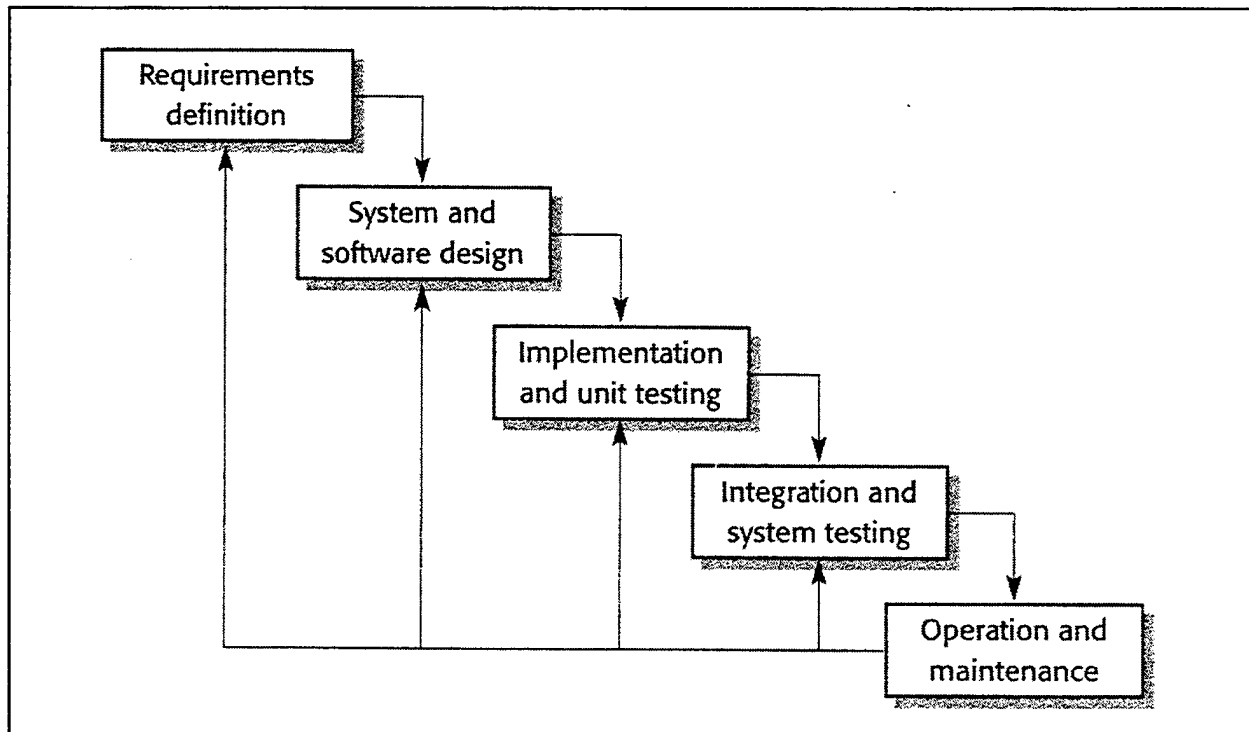 Requirements
definition
System and
software design
Implementation
and unit testing
Integration and
system testing
Operation and
maintenance